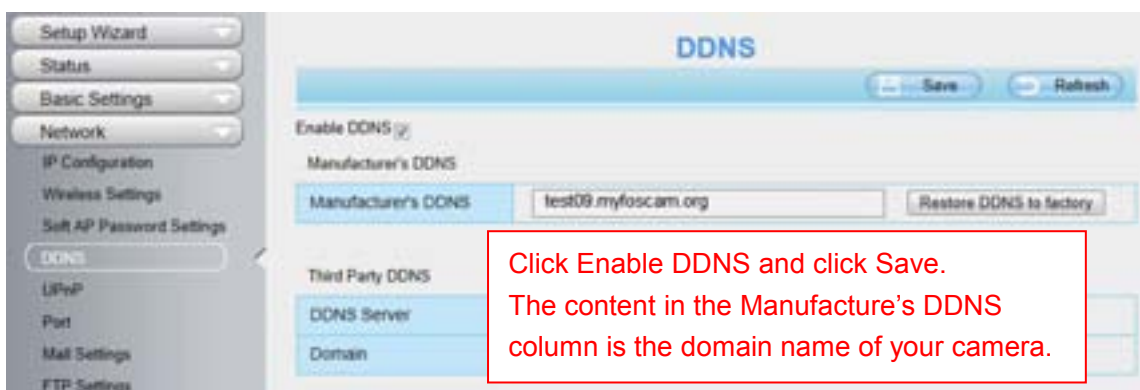 Setup Wizard
Status
Basic Settings
Network
IP Configuration
Wireless Settings
Soft AP Password Settings
DDNS
UPnP
Port
Mail Settings
FTP Settings
DDNS
Save Refresh
Enable DDNS
Manufacturer's DDNS
Manufacturer's DDNS test09.myfoscam.org Restore DDNS to factory
Third Party DDNS
DDNS Server
Domain
Click Enable DDNS and click Save.
The content in the Manufacture’s DDNS
column is the domain name of your camera.